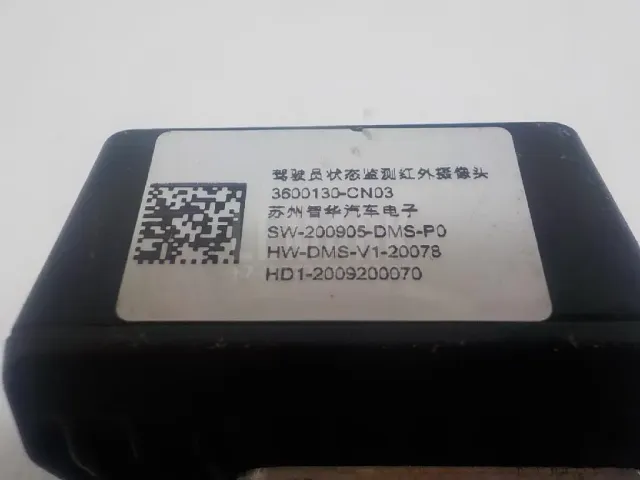 驾驶员状态监测红外摄像头
3600130-CN03
苏州智华汽车电子
SW-200905-DMS-P0
HW-DMS-V1-20078
HD1-2009200070